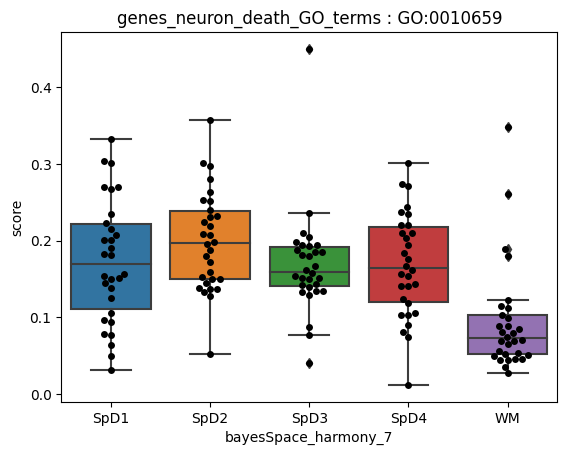 genes_neuron_death_GO_terms : GO:0010659
score
0.4
0.3
0.2
0.1
0.0
SpD1 SpD2 SpD3 SpD4 WM
bayesSpace_harmony_7